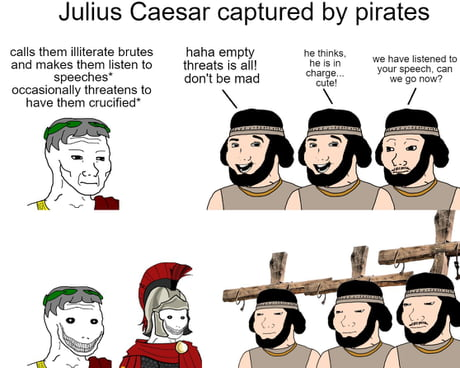 Julius Caesar captured by pirates
calls them illiterate brutes
and makes them listen to
speeches*
occasionally threatens to
have them crucified*
haha empty
threats is all!
don't be mad
he thinks,
he is in
charge...
cute!
we have listened to
your speech, can
we go now?